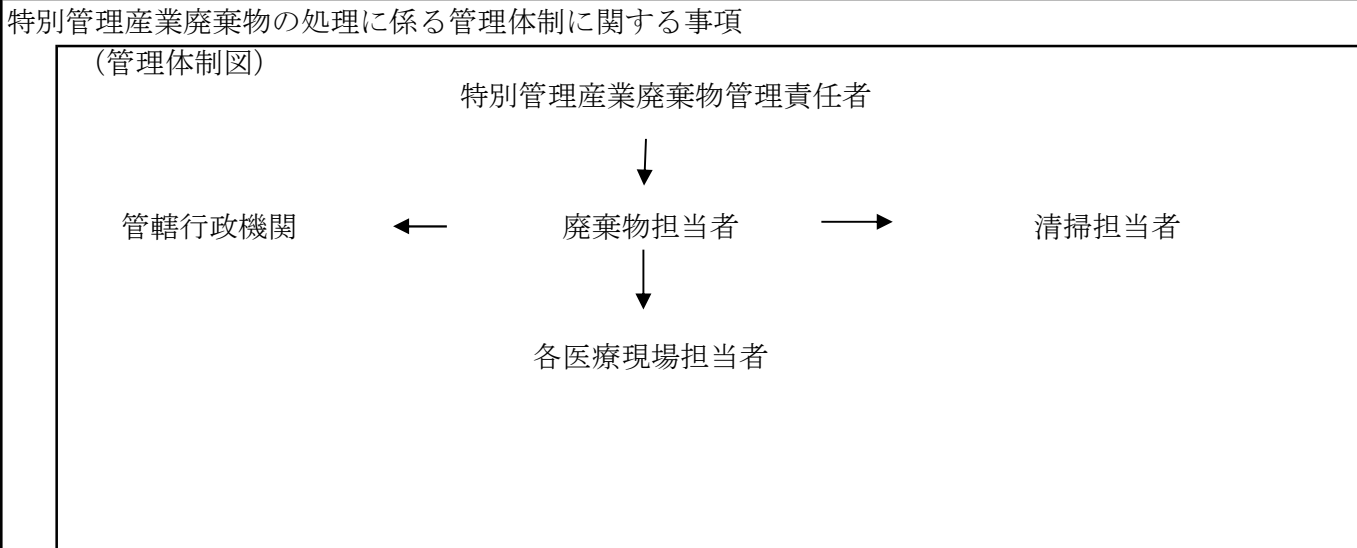 特別管理産業廃棄物の処理に係る管理体制に関する事項
（管理体制図）
特別管理産業廃棄物管理責任者
管轄行政機関
廃棄物担当者
清掃担当者
各医療現場担当者